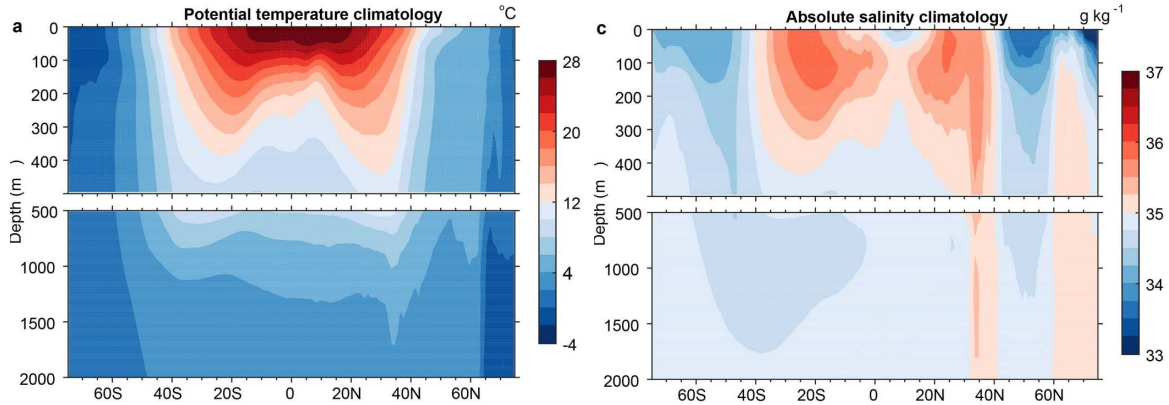 a
Potential temperature climatology
°C
0
100
200
300
400
500
1000
1500
2000
Depth (m)
Depth (m )
60S 40S 20S 0 20N 40N 60N
28
20
12
4
-4
c
Absolute salinity climatology
g kg⁻¹
0
100
200
300
400
500
1000
1500
2000
Depth (m)
Depth (m )
60S 40S 20S 0 20N 40N 60N
37
36
35
34
33